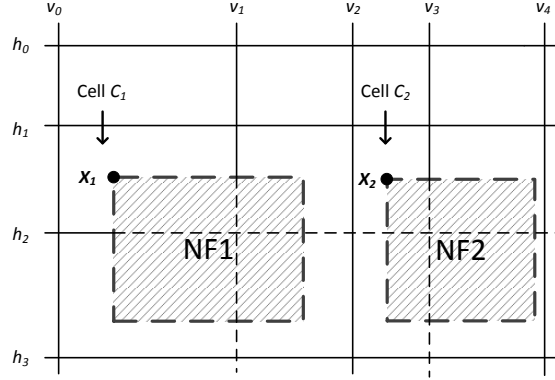 v0 v1 v2 v3 v4
h0
Cell C1 Cell C2
h1
X1 X2
h2
NF1 NF2
h3